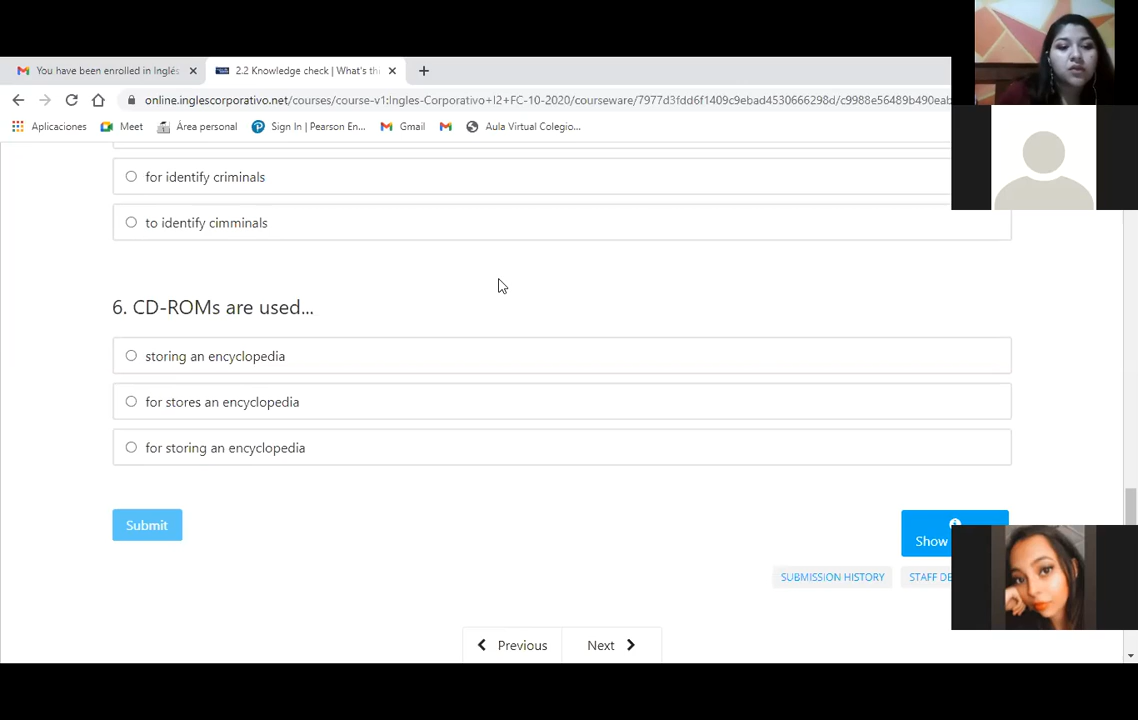 You have been enrolled in Inglés
2.2 Knowledge check | What's th
online.inglescorporativo.net/courses/course-v1:Ingles-Corporativo+I2+FC-10-2020/courseware/7977d3fdd6f1409c9ebad4530666298d/c9988e56489b490eab
Aplicaciones
Meet
Área personal
Sign In | Pearson En...
Gmail
Aula Virtual Colegio...
for identify criminals
to identify cimminals
6. CD-ROMs are used...
storing an encyclopedia
for stores an encyclopedia
for storing an encyclopedia
Submit
Show
SUBMISSION HISTORY
STAFF DE
Previous
Next